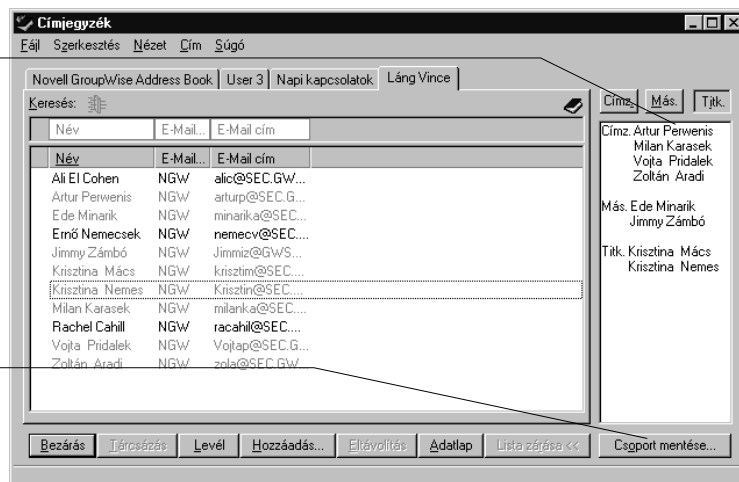 Címjegyzék
Fájl Szerkesztés Nézet Cím Súgó
Novell GroupWise Address Book User 3 Napi kapcsolatok Láng Vince
Keresés:
Név E-Mail... E-Mail cím
Név E-Mail... E-Mail cím
Ali El Cohen NGW alic@SEC.GW...
Artur Perwenis NGW arturp@SEC.G...
Ede Minarik NGW minarika@SEC...
Ernő Nemecsek NGW nemecv@SEC....
Jimmy Zámbó NGW Jimmiz@GWS...
Krisztina Mács NGW krisztim@SEC....
Krisztina Nemes NGW Krisztin@SEC....
Milan Karasek NGW milanka@SEC...
Rachel Cahill NGW racahil@SEC....
Vojta Pridalek NGW Vojtap@SEC.G...
Zoltán Aradi NGW zola@SEC.GW...
Címz. Más. Titk.
Címz. Artur Perwenis
Milan Karasek
Vojta Pridalek
Zoltán Aradi
Más. Ede Minarik
Jimmy Zámbó
Titk. Krisztina Mács
Krisztina Nemes
Bezárás Tárcsázás Levél Hozzáadás... Eltávolítás Adatlap Lista zárása << Csoport mentése...